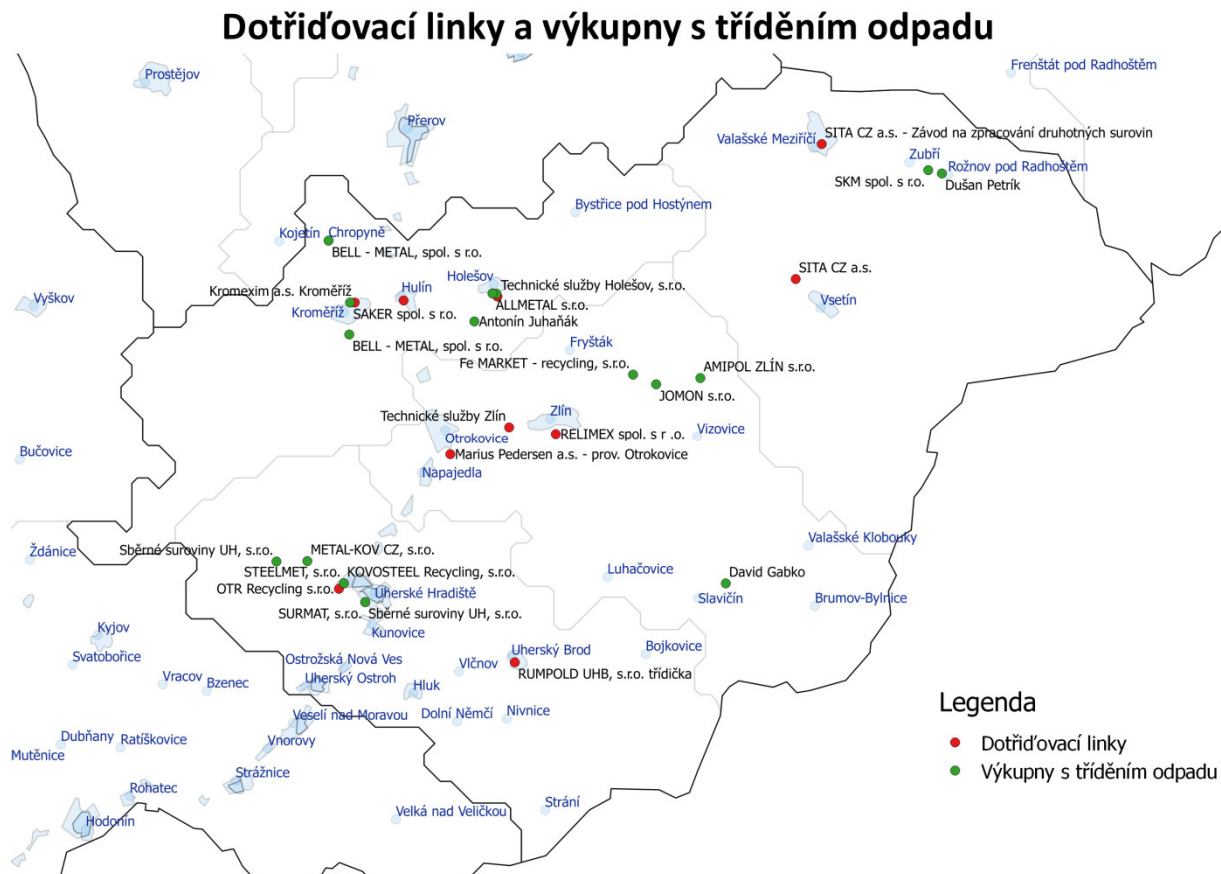 Dotřiďovací linky a výkupny s tříděním odpadu
Frenštát pod Radhoštěm
Prostějov
Přerov
SITA CZ a.s. - Závod na zpracování druhotných surovin
Valašské Meziříčí
Zubří
Rožnov pod Radhoštěm
SKM spol. s r.o.
Dušan Petrík
Bystřice pod Hostýnem
Kojetín
Chropyně
BELL - METAL, spol. s r.o.
SITA CZ a.s.
Holešov
Technické služby Holešov, s.r.o.
Kromexim a.s. Kroměříž
Hulín
Vyškov
ALLMETAL s.r.o.
Vsetín
Kroměříž
SAKER spol. s r.o.
Antonín Juhaňák
BELL - METAL, spol. s r.o.
Fryšták
Fe MARKET - recycling, s.r.o.
AMIPOL ZLÍN s.r.o.
JOMON s.r.o.
Technické služby Zlín
Zlín
Otrokovice
RELIMEX spol. s r .o.
Vizovice
Bučovice
Marius Pedersen a.s. - prov. Otrokovice
Napajedla
Valašské Klobouky
Ždánice
Sběrné suroviny UH, s.r.o.
METAL-KOV CZ, s.r.o.
STEELMET, s.r.o.
KOVOSTEEL Recycling, s.r.o.
Luhačovice
David Gabko
OTR Recycling s.r.o.
Uherské Hradiště
Slavičín
Brumov-Bylnice
SURMAT, s.r.o.
Sběrné suroviny UH, s.r.o.
Kyjov
Kunovice
Svatobořice
Ostrožská Nová Ves
Vlčnov
Uherský Brod
Bojkovice
RUMPOLD UHB, s.r.o. třídička
Vracov
Bzenec
Uherský Ostroh
Hluk
Legenda
Veselí nad Moravou
Dolní Němčí
Nivnice
Dubňany
Ratíškovice
Vnorovy
Dotřiďovací linky
Mutěnice
Výkupny s tříděním odpadu
Strážnice
Rohatec
Velká nad Veličkou
Strání
Hodonín